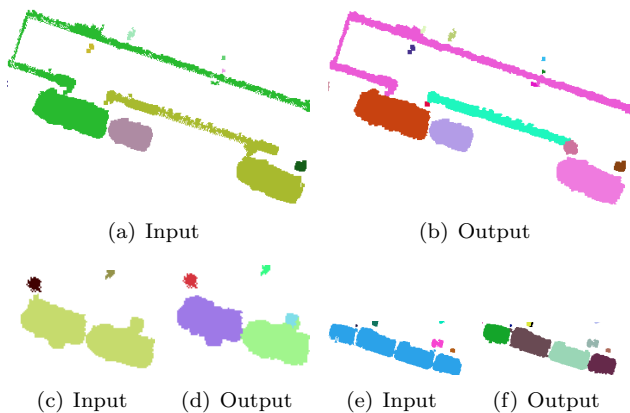 (a) Input
(b) Output
(c) Input
(d) Output
(e) Input
(f) Output